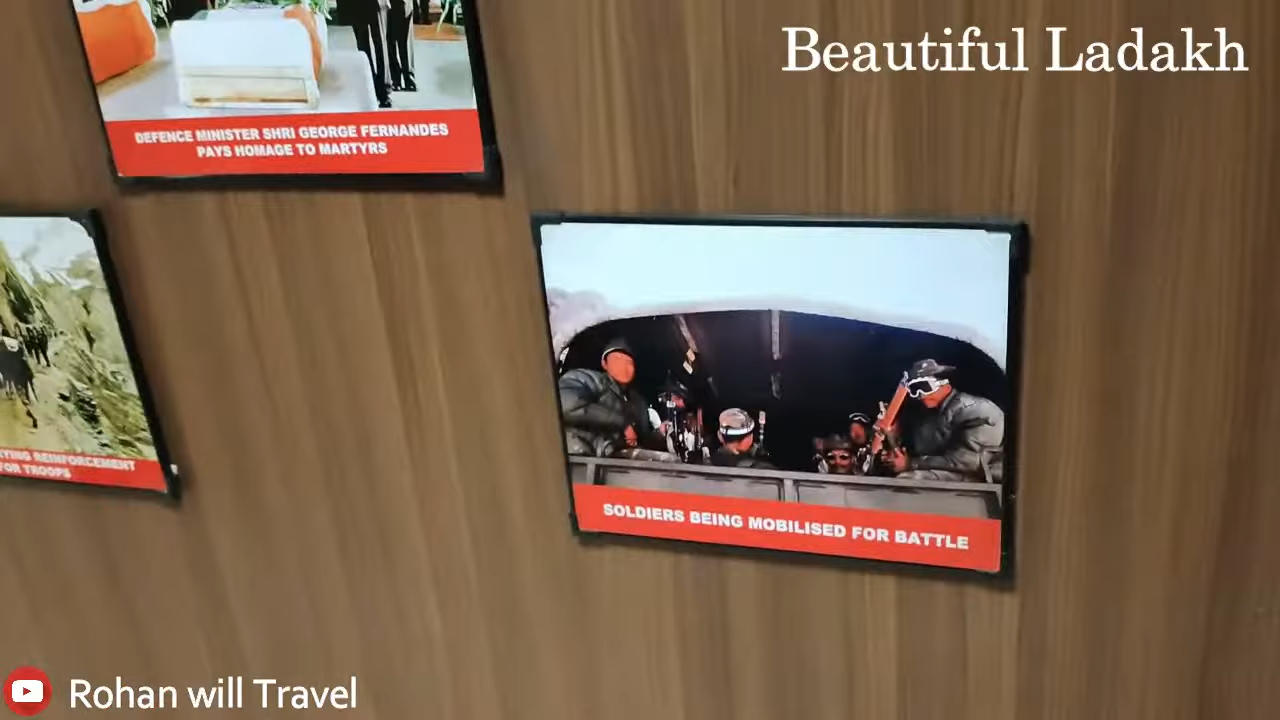 Beautiful Ladakh
DEFENCE MINISTER SHRI GEORGE FERNANDES
PAYS HOMAGE TO MARTYRS
REINFORCEMENT
FOR TROOPS
SOLDIERS BEING MOBILISED FOR BATTLE
Rohan will Travel